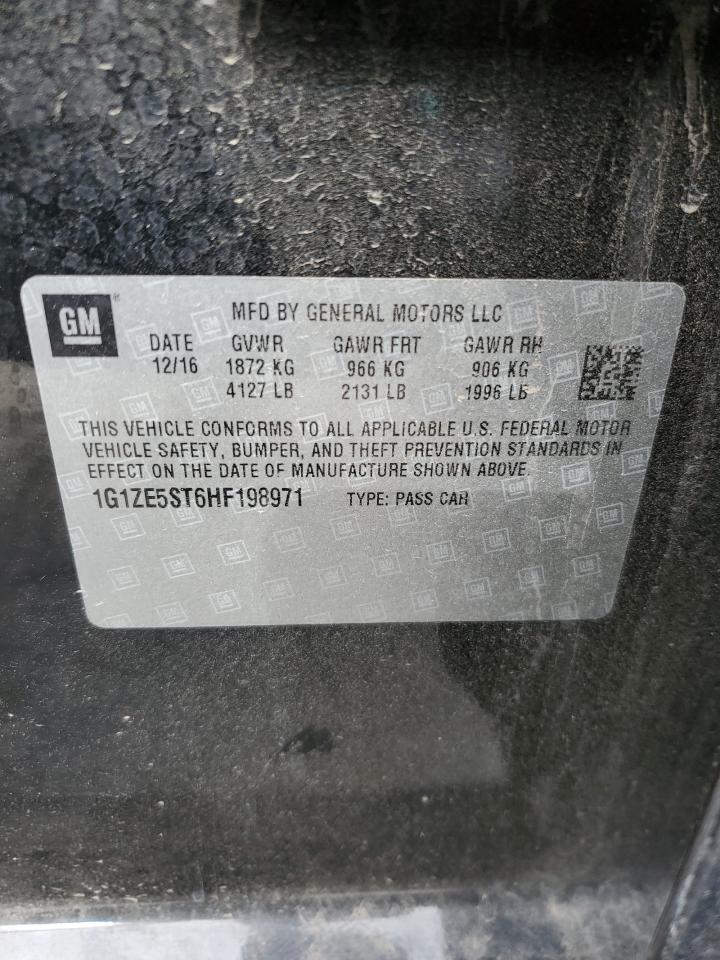 GM
MFD BY GENERAL MOTORS LLC
DATE GVWR GAWR FRT GAWR RH
12/16 1872 KG 966 KG 906 KG
4127 LB 2131 LB 1996 LB
THIS VEHICLE CONFORMS TO ALL APPLICABLE U.S. FEDERAL MOTOR
VEHICLE SAFETY, BUMPER, AND THEFT PREVENTION STANDARDS IN
EFFECT ON THE DATE OF MANUFACTURE SHOWN ABOVE.
1G1ZE5ST6HF198971 TYPE: PASS CAR